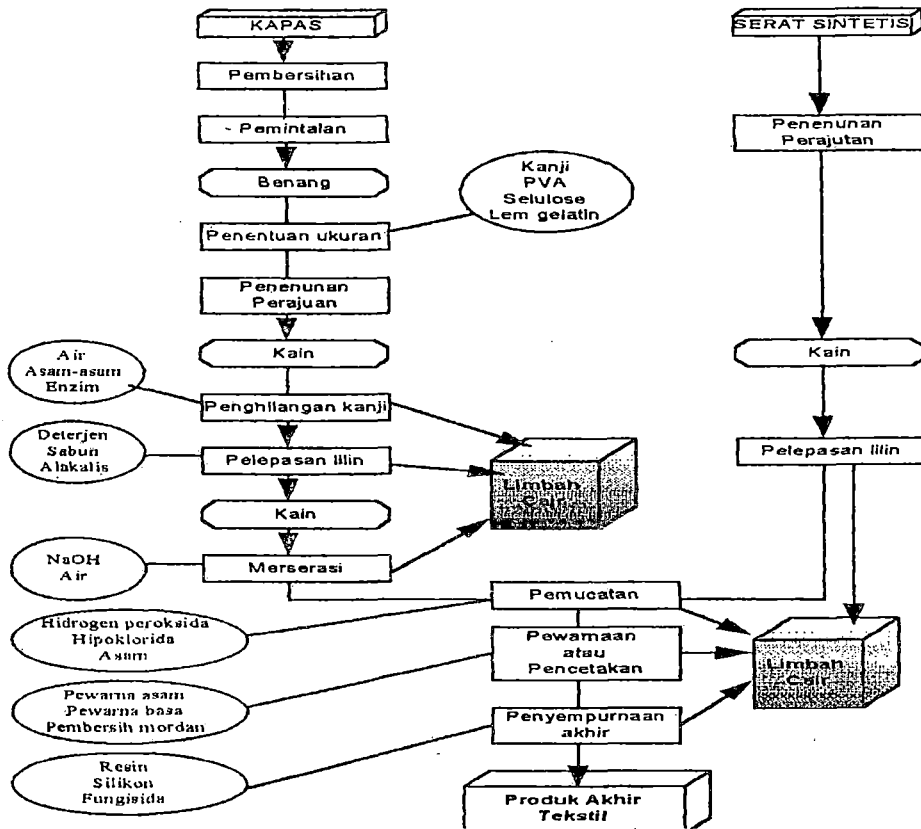 KAPAS
SERAT SINTETIS
Pembersihan
Pemintalan
Benang
Penentuan ukuran
Kanji
PVA
Selulose
Lem gelatin
Penenunan
Perajuan
Kain
Air
Asam-asum
Enzim
Penghilangan kanji
Deterjen
Sabun
Alakalis
Pelepasan lilin
Limbah
Cair
Kain
NaOH
Air
Merserasi
Penenunan
Perajutan
Kain
Pelepasan lilin
Pemucatan
Hidrogen peroksida
Hipoklorida
Asam
Pewarnaan
atau
Pencetakan
Limbah
Cair
Pewarna asam
Pewarna basa
Pembersih mordan
Penyempurnaan
akhir
Resin
Silikon
Fungisida
Produk Akhir
Tekstil